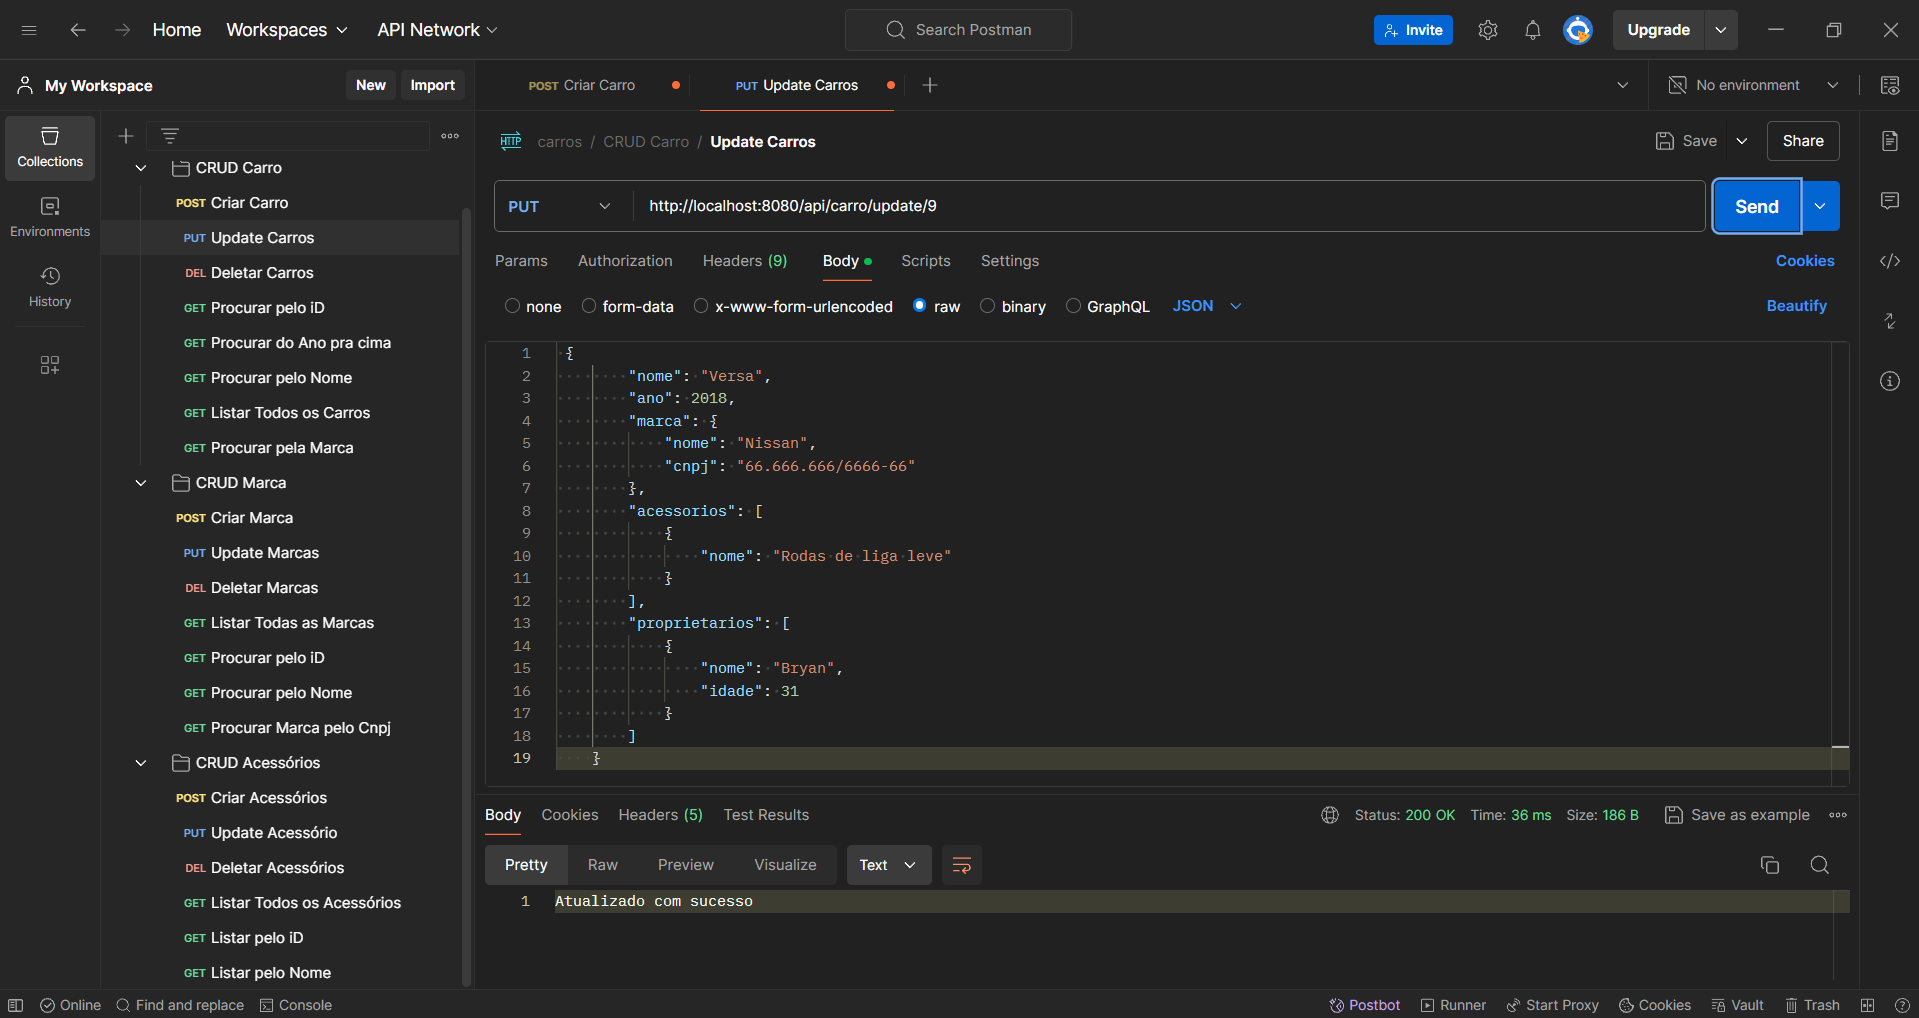 Home Workspaces API Network Search Postman Invite Upgrade
My Workspace New Import POST Criar Carro PUT Update Carros No environment
Collections
Environments
History
CRUD Carro
POST Criar Carro
PUT Update Carros
DEL Deletar Carros
GET Procurar pelo iD
GET Procurar do Ano pra cima
GET Procurar pelo Nome
GET Listar Todos os Carros
GET Procurar pela Marca
CRUD Marca
POST Criar Marca
PUT Update Marcas
DEL Deletar Marcas
GET Listar Todas as Marcas
GET Procurar pelo iD
GET Procurar pelo Nome
GET Procurar Marca pelo Cnpj
CRUD Acessórios
POST Criar Acessórios
PUT Update Acessório
DEL Deletar Acessórios
GET Listar Todos os Acessórios
GET Listar pelo iD
GET Listar pelo Nome
HTTP carros / CRUD Carro / Update Carros Save Share
PUT http://localhost:8080/api/carro/update/9 Send
Params Authorization Headers (9) Body Scripts Settings Cookies
none form-data x-www-form-urlencoded raw binary GraphQL JSON Beautify
1 {
2 "nome": "Versa",
3 "ano": 2018,
4 "marca": {
5 "nome": "Nissan",
6 "cnpj": "66.666.666/6666-66"
7 },
8 "acessorios": [
9 {
10 "nome": "Rodas de liga leve"
11 }
12 ],
13 "proprietarios": [
14 {
15 "nome": "Bryan",
16 "idade": 31
17 }
18 ]
19 }
Body Cookies Headers (5) Test Results Status: 200 OK Time: 36 ms Size: 186 B Save as example
Pretty Raw Preview Visualize Text
1 Atualizado com sucesso
Online Find and replace Console Postbot Runner Start Proxy Cookies Vault Trash